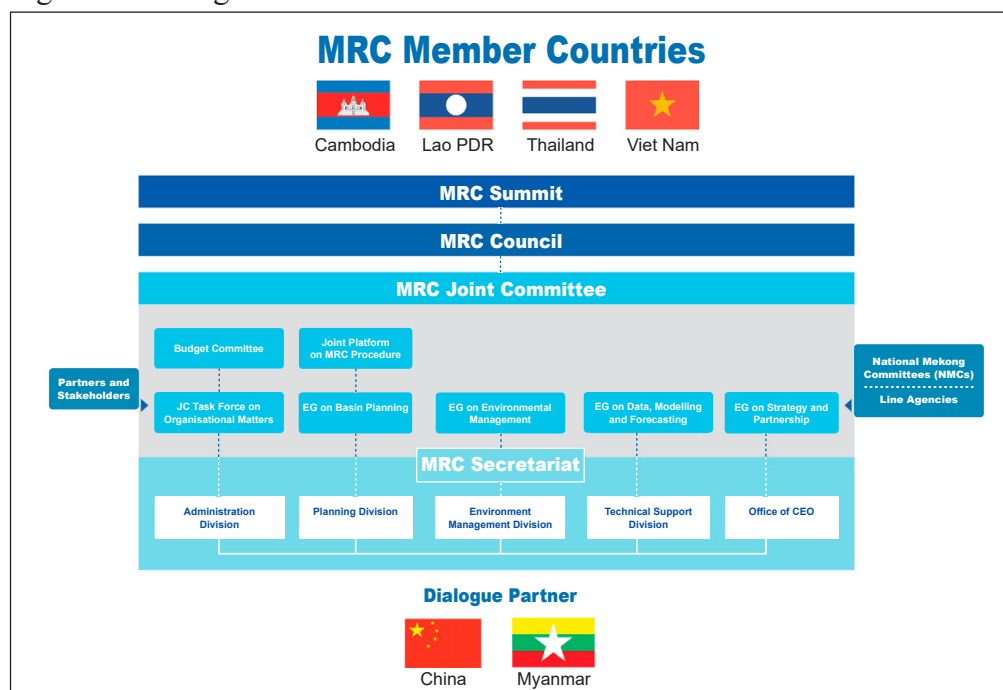 MRC Member Countries
Cambodia
Lao PDR
Thailand
Viet Nam
MRC Summit
MRC Council
MRC Joint Committee
Budget Committee
Joint Platform
on MRC Procedure
Partners and
Stakeholders
National Mekong
Committees (NMCs)
Line Agencies
JC Task Force on
Organisational Matters
EG on Basin Planning
EG on Environmental
Management
EG on Data, Modelling
and Forecasting
EG on Strategy and
Partnership
MRC Secretariat
Administration
Division
Planning Division
Environment
Management Division
Technical Support
Division
Office of CEO
Dialogue Partner
China
Myanmar